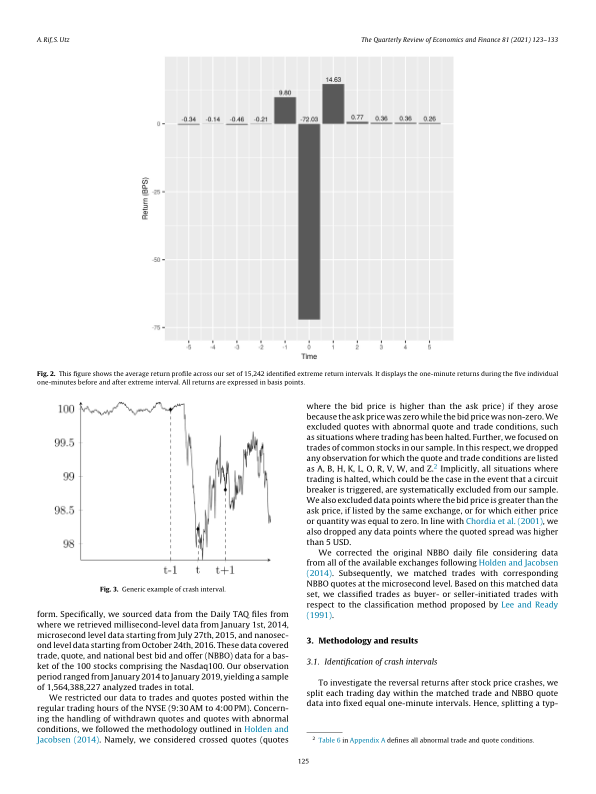 A. Rif, S. Utz
The Quarterly Review of Economics and Finance 81 (2021) 123–133
14.63
9.80
-0.34 -0.14 -0.46 -0.21 -72.03 0.77 0.36 0.36 0.26
0
-25
-50
-75
Return (BPS)
-5 -4 -3 -2 -1 0 1 2 3 4 5
Time
Fig. 2. This figure shows the average return profile across our set of 15,242 identified extreme return intervals. It displays the one-minute returns during the five individual
one-minutes before and after extreme interval. All returns are expressed in basis points.
100
99.5
99
98.5
98
t-1 t t+1
Fig. 3. Generic example of crash interval.
form. Specifically, we sourced data from the Daily TAQ files from
where we retrieved millisecond-level data from January 1st, 2014,
microsecond level data starting from July 27th, 2015, and nanosec-
ond level data starting from October 24th, 2016. These data covered
trade, quote, and national best bid and offer (NBBO) data for a bas-
ket of the 100 stocks comprising the Nasdaq100. Our observation
period ranged from January 2014 to January 2019, yielding a sample
of 1,564,388,227 analyzed trades in total.
We restricted our data to trades and quotes posted within the
regular trading hours of the NYSE (9:30 AM to 4:00 PM). Concern-
ing the handling of withdrawn quotes and quotes with abnormal
conditions, we followed the methodology outlined in Holden and
Jacobsen (2014). Namely, we considered crossed quotes (quotes
where the bid price is higher than the ask price) if they arose
because the ask price was zero while the bid price was non-zero. We
excluded quotes with abnormal quote and trade conditions, such
as situations where trading has been halted. Further, we focused on
trades of common stocks in our sample. In this respect, we dropped
any observation for which the quote and trade conditions are listed
as A, B, H, K, L, O, R, V, W, and Z.2 Implicitly, all situations where
trading is halted, which could be the case in the event that a circuit
breaker is triggered, are systematically excluded from our sample.
We also excluded data points where the bid price is greater than the
ask price, if listed by the same exchange, or for which either price
or quantity was equal to zero. In line with Chordia et al. (2001), we
also dropped any data points where the quoted spread was higher
than 5 USD.
We corrected the original NBBO daily file considering data
from all of the available exchanges following Holden and Jacobsen
(2014). Subsequently, we matched trades with corresponding
NBBO quotes at the microsecond level. Based on this matched data
set, we classified trades as buyer- or seller-initiated trades with
respect to the classification method proposed by Lee and Ready
(1991).
3. Methodology and results
3.1. Identification of crash intervals
To investigate the reversal returns after stock price crashes, we
split each trading day within the matched trade and NBBO quote
data into fixed equal one-minute intervals. Hence, splitting a typ-
2 Table 6 in Appendix A defines all abnormal trade and quote conditions.
125